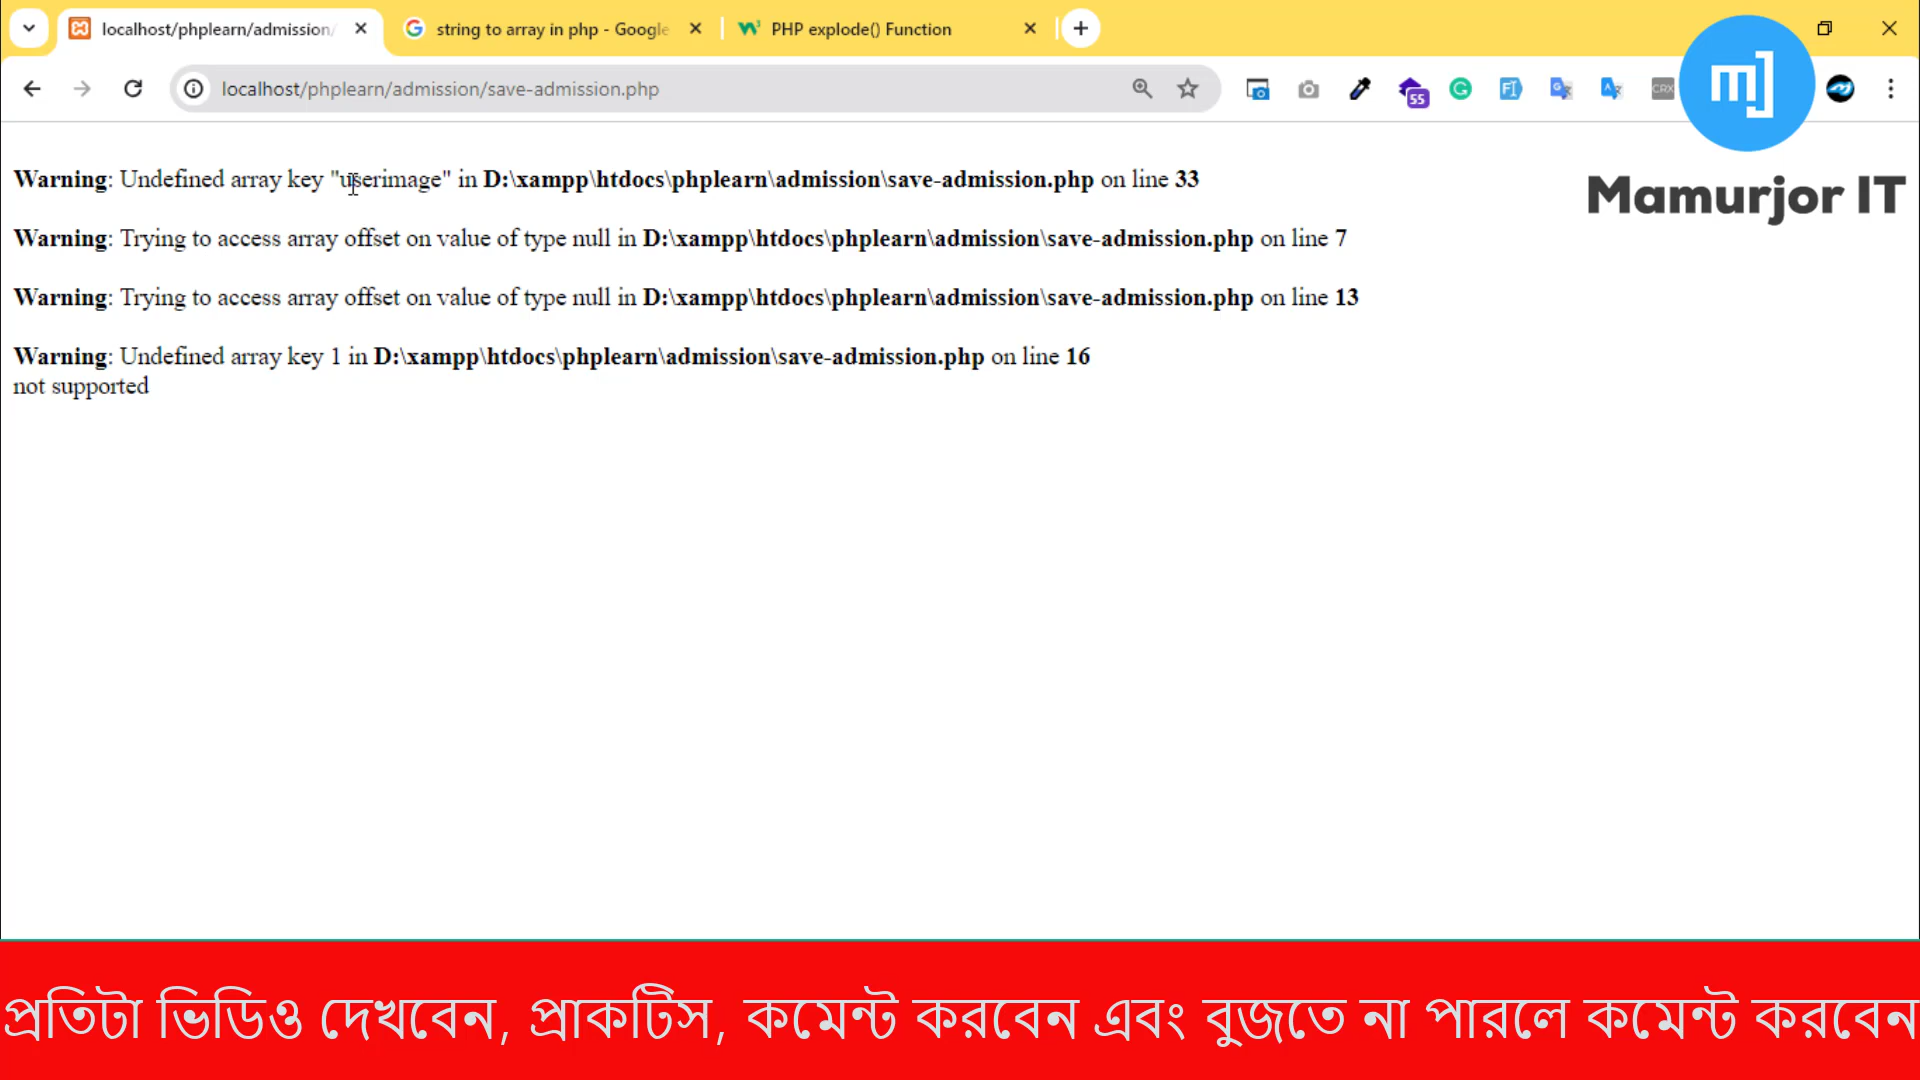 localhost/phplearn/admission/
string to array in php - Google
PHP explode() Function
localhost/phplearn/admission/save-admission.php
55
CRX
Mamurjor IT
Warning: Undefined array key "userimage" in D:\xampp\htdocs\phplearn\admission\save-admission.php on line 33
Warning: Trying to access array offset on value of type null in D:\xampp\htdocs\phplearn\admission\save-admission.php on line 7
Warning: Trying to access array offset on value of type null in D:\xampp\htdocs\phplearn\admission\save-admission.php on line 13
Warning: Undefined array key 1 in D:\xampp\htdocs\phplearn\admission\save-admission.php on line 16
not supported
প্রতিটা ভিডিও দেখবেন, প্রাকটিস, কমেন্ট করবেন এবং বুজতে না পারলে কমেন্ট করবেন